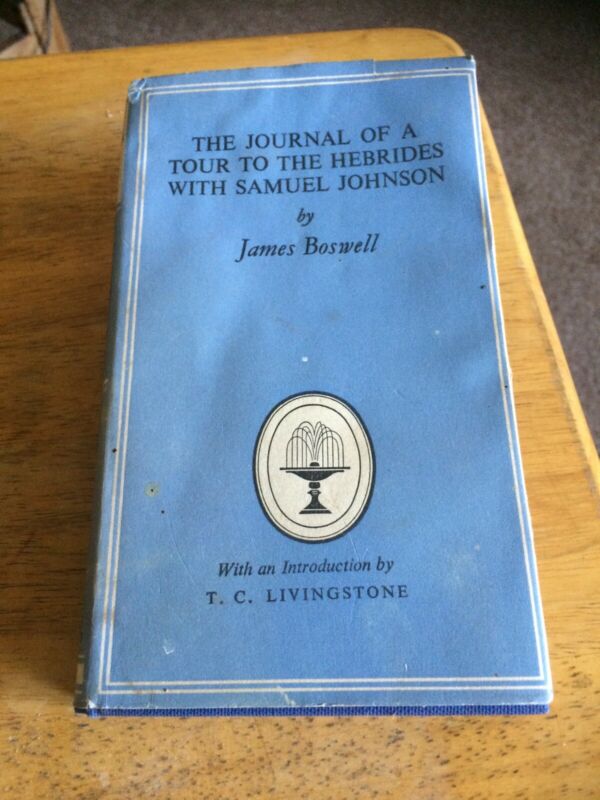 THE JOURNAL OF A
TOUR TO THE HEBRIDES
WITH SAMUEL JOHNSON
by
James Boswell
With an Introduction by
T. C. LIVINGSTONE